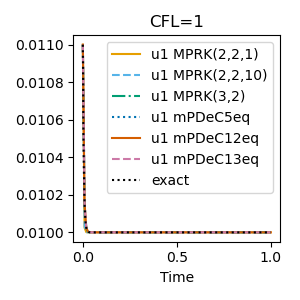 CFL=1
0.0110
0.0108
0.0106
0.0104
0.0102
0.0100
u1 MPRK(2,2,1)
u1 MPRK(2,2,10)
u1 MPRK(3,2)
u1 mPDeC5eq
u1 mPDeC12eq
u1 mPDeC13eq
exact
0.0 0.5 1.0
Time